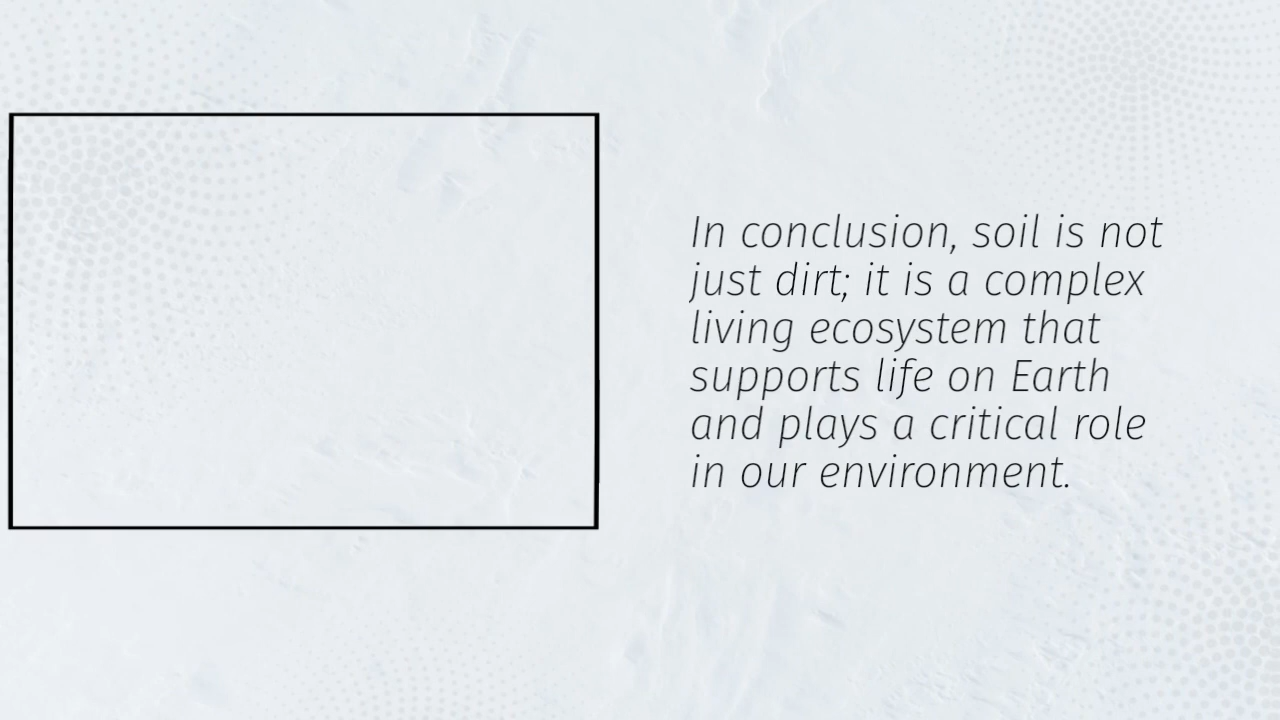 In conclusion, soil is not
just dirt; it is a complex
living ecosystem that
supports life on Earth
and plays a critical role
in our environment.